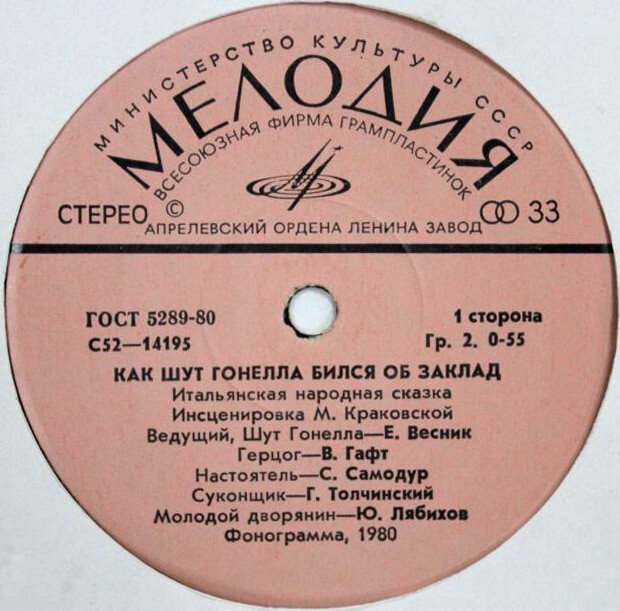 МИНИСТЕРСТВО КУЛЬТУРЫ СССР
МЕЛОДИЯ
ВСЕСОЮЗНАЯ ФИРМА ГРАМПЛАСТИНОК
СТЕРЕО © 33
АПРЕЛЕВСКИЙ ОРДЕНА ЛЕНИНА ЗАВОД
ГОСТ 5289-80 1 сторона
С52—14195 Гр. 2. 0-55
КАК ШУТ ГОНЕЛЛА БИЛСЯ ОБ ЗАКЛАД
Итальянская народная сказка
Инсценировка М. Краковской
Ведущий, Шут Гонелла—Е. Весник
Герцог—В. Гафт
Настоятель—С. Самодур
Суконщик—Г. Толчинский
Молодой дворянин—Ю. Лябихов
Фонограмма, 1980